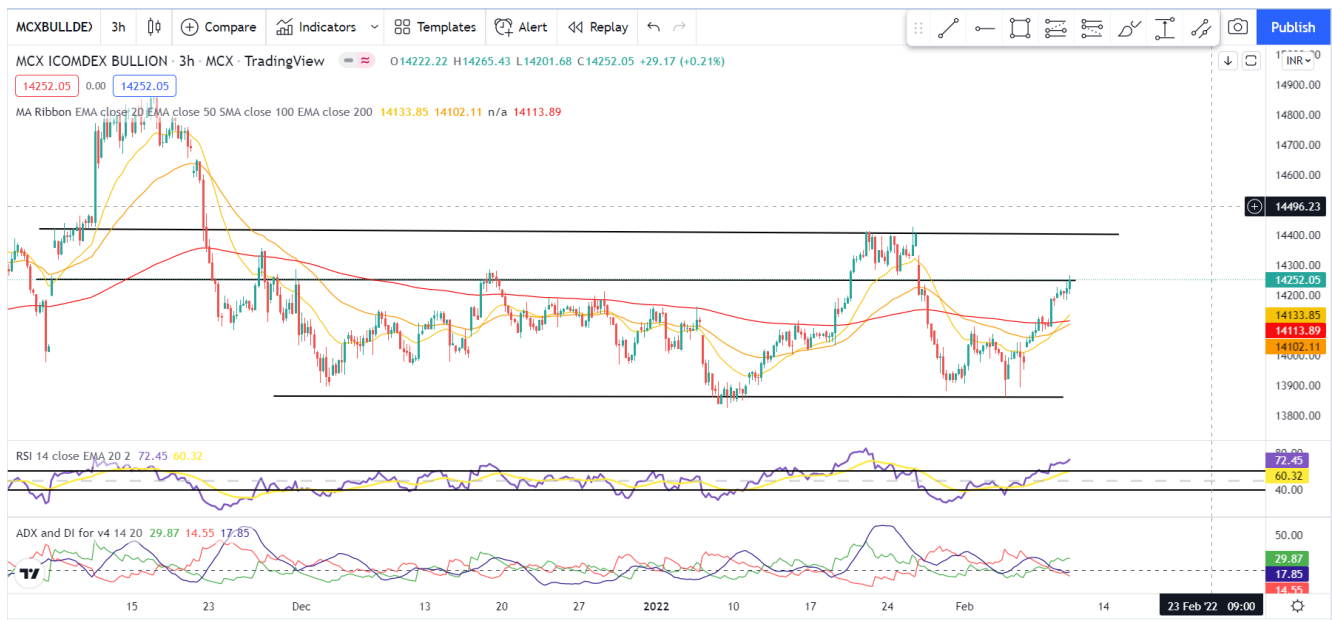 MCXBULLDEX 3h Compare Indicators Templates Alert Replay Publish
MCX ICOMDEX BULLION · 3h · MCX · TradingView O14222.22 H14265.43 L14201.68 C14252.05 +29.17 (+0.21%)
INR
14252.05 0.00 14252.05
14900.00
MA Ribbon EMA close 20 EMA close 50 SMA close 100 EMA close 200 14133.85 14102.11 n/a 14113.89
14800.00
14700.00
14600.00
14496.23
14400.00
14300.00
14252.05
14200.00
14133.85
14113.89
14102.11
14000.00
13900.00
13800.00
RSI 14 close EMA 20 2 72.45 60.32
80.00
72.45
60.32
40.00
ADX and DI for v4 14 20 29.87 14.55 17.85
50.00
29.87
17.85
14.55
15 23 Dec 13 20 27 2022 10 17 24 Feb 14 23 Feb '22 09:00